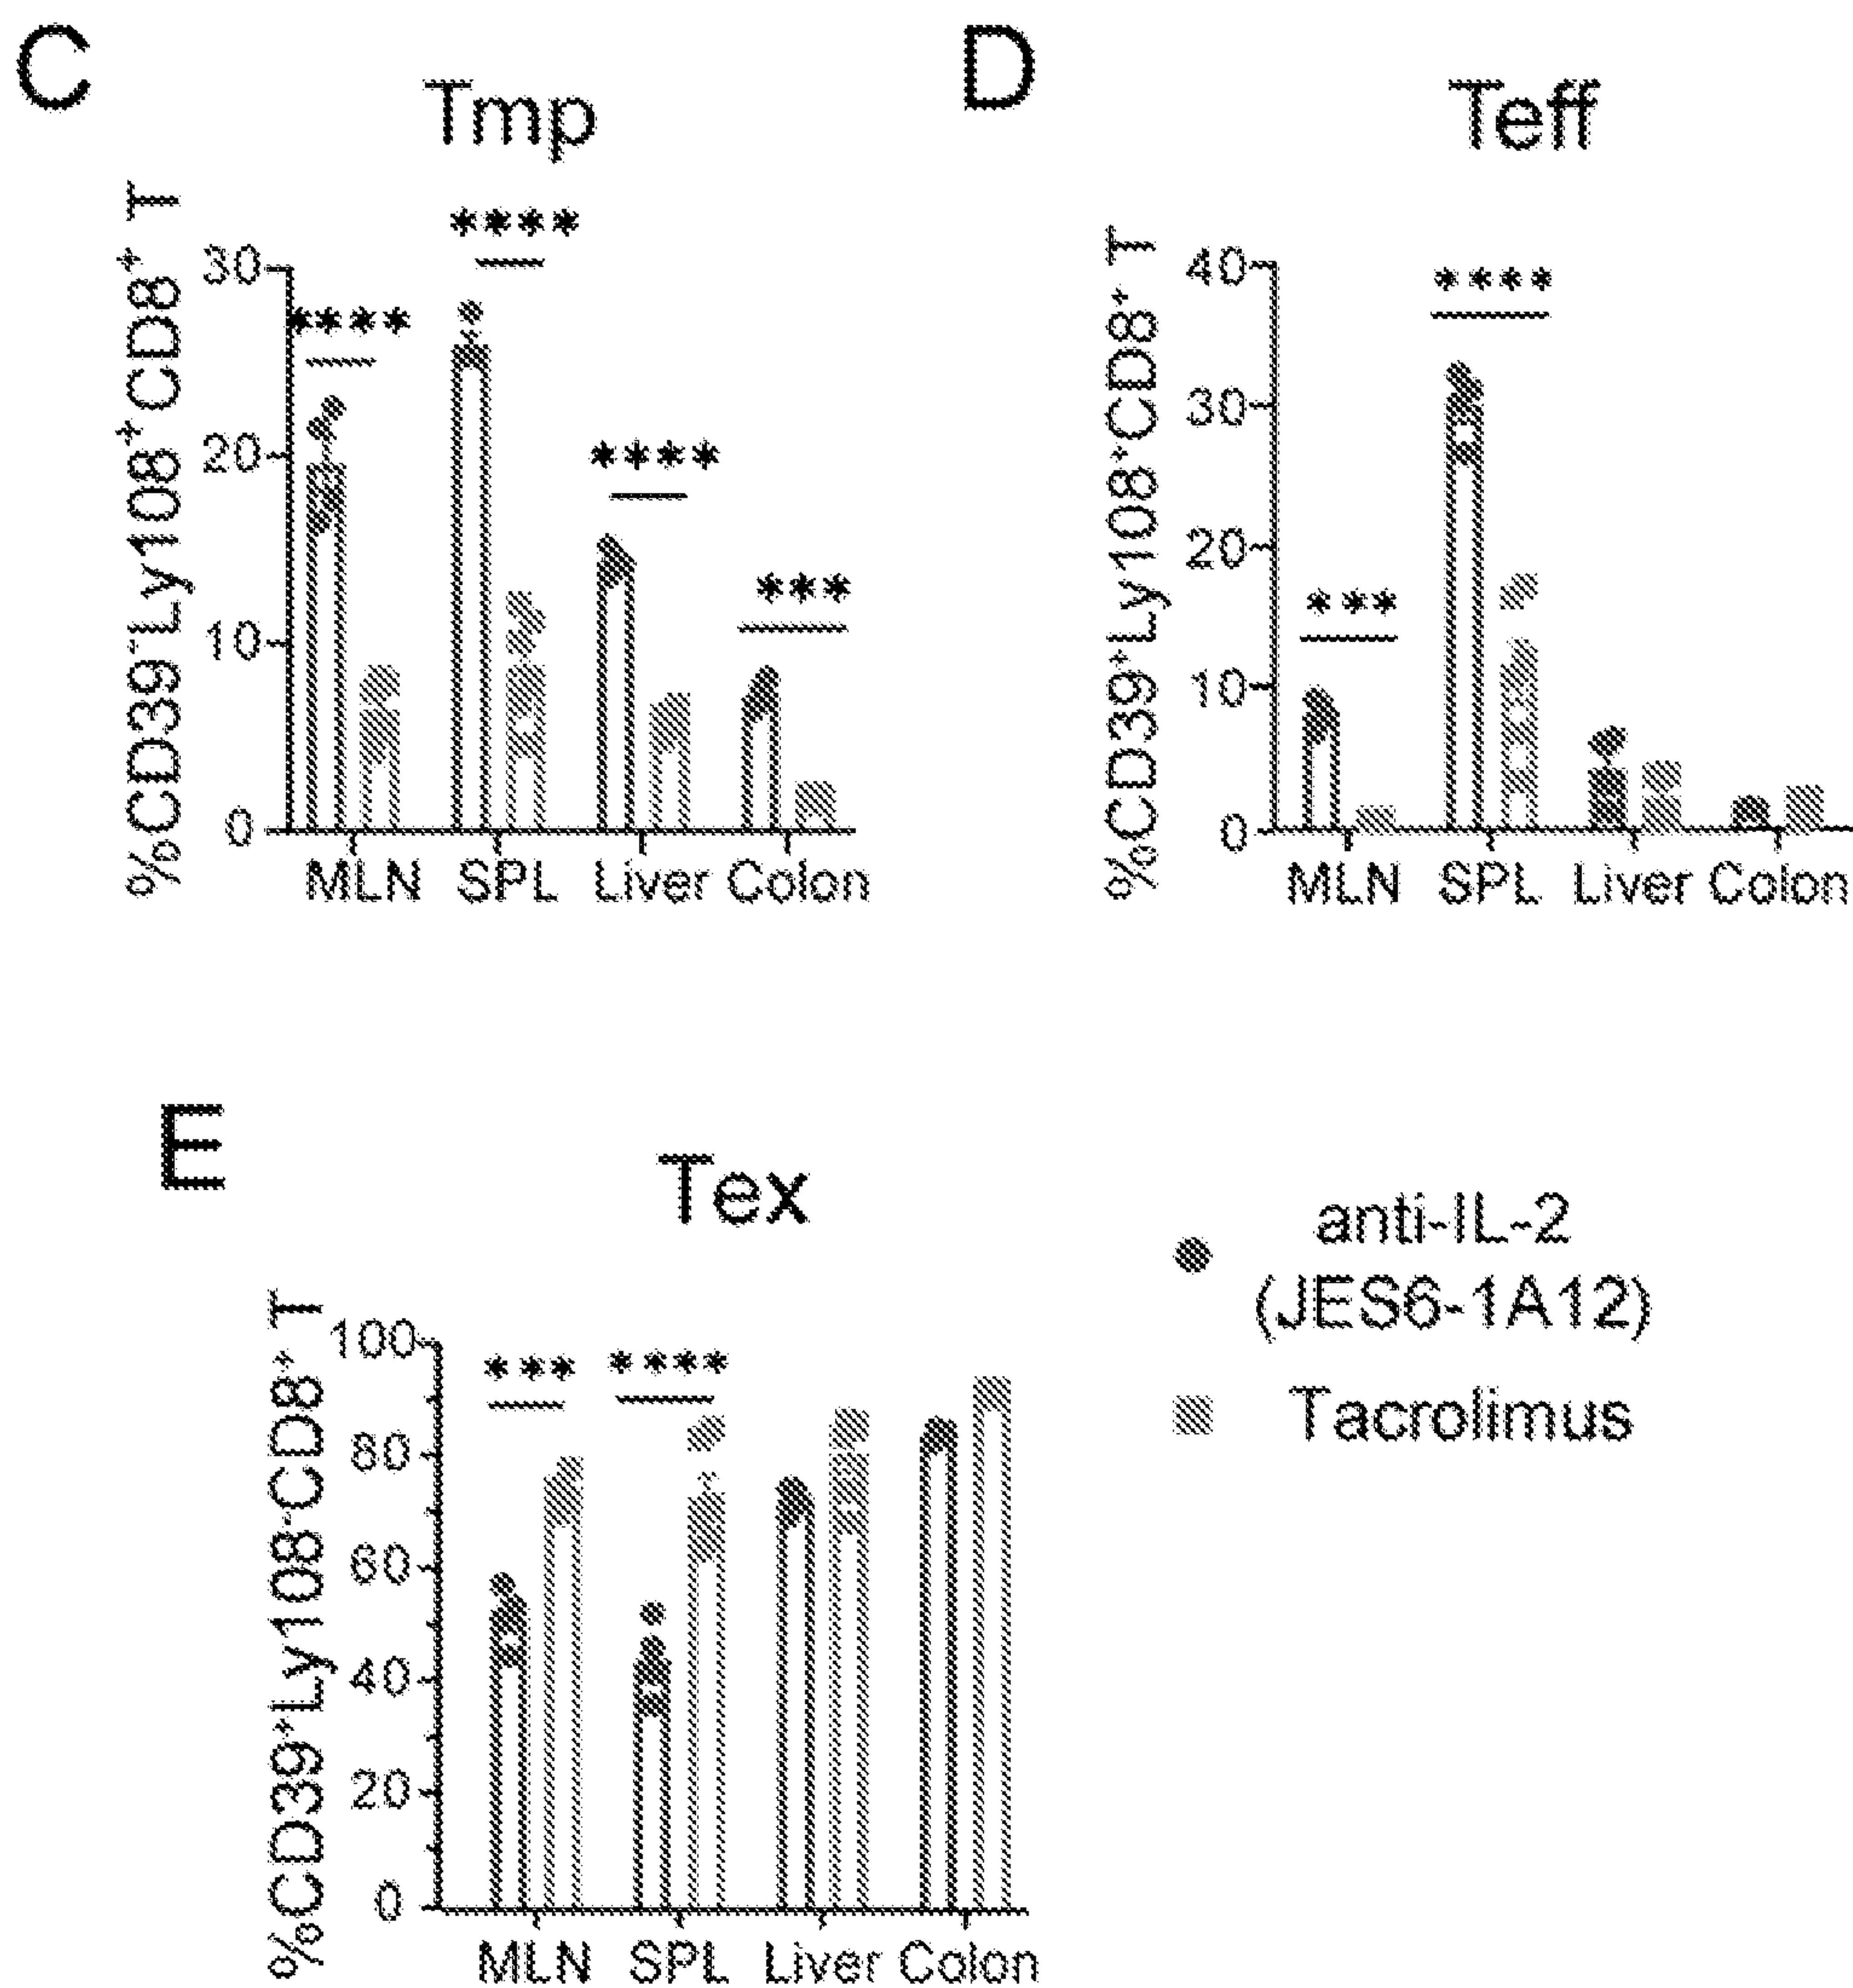 C
Tmp
%CD39⁻Ly108⁺CD8⁺ T
30
20
10
0
****
****
****
***
MLN SPL Liver Colon
D
Teff
%CD39⁺Ly108⁺CD8⁺ T
40
30
20
10
0
***
****
MLN SPL Liver Colon
E
Tex
%CD39⁺Ly108⁻CD8⁺ T
100
80
60
40
20
0
***
****
MLN SPL Liver Colon
anti-IL-2
(JES6-1A12)
Tacrolimus